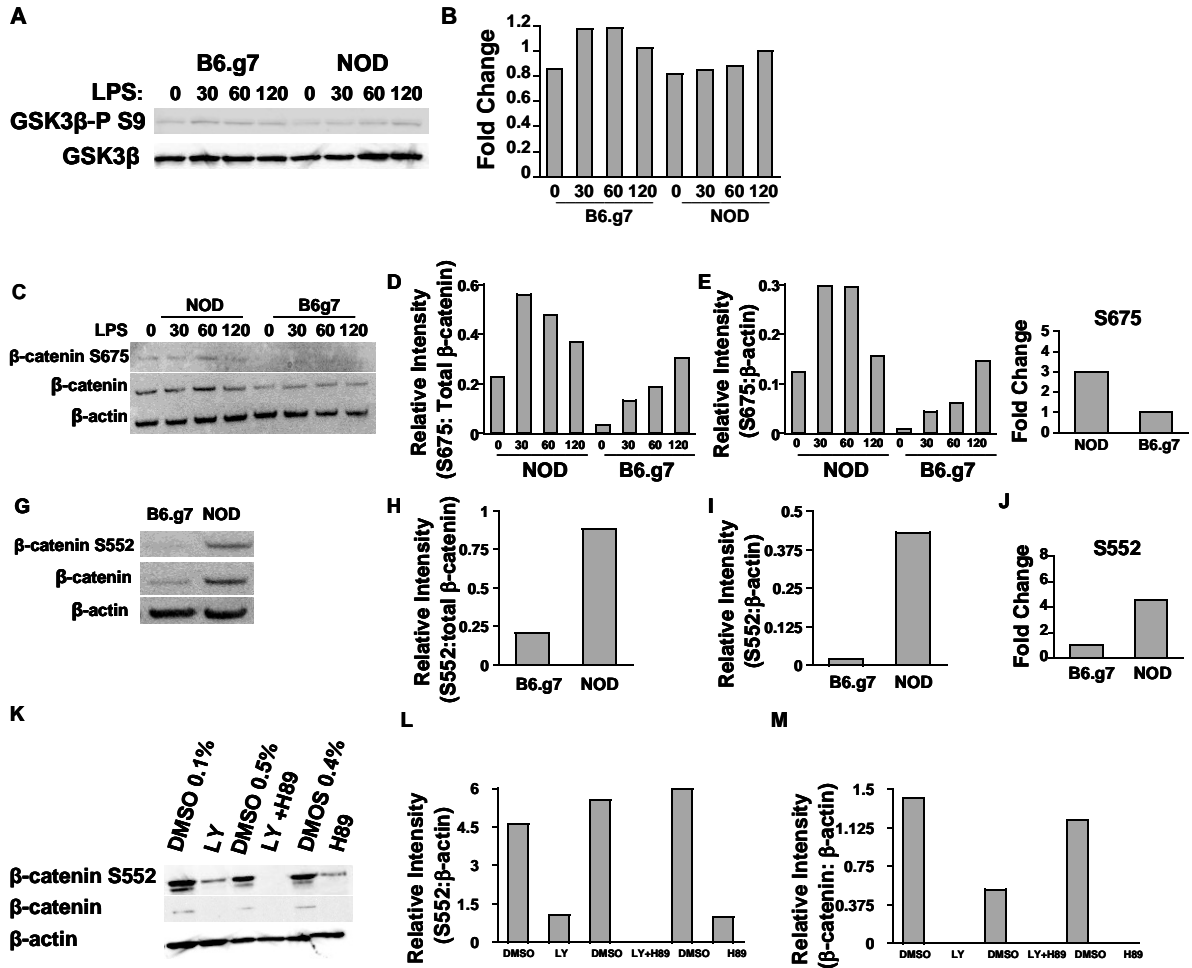 A
B6.g7 NOD
LPS: 0 30 60 120 0 30 60 120
GSK3β-P S9
GSK3β
B
Fold Change
1.2
1
0.8
0.6
0.4
0.2
0
0 30 60 120 0 30 60 120
B6.g7 NOD
C
NOD B6g7
LPS 0 30 60 120 0 30 60 120
β-catenin S675
β-catenin
β-actin
D
Relative Intensity
(S675: Total β-catenin)
0.6
0.4
0.2
0
0 30 60 120 0 30 60 120
NOD B6.g7
E
Relative Intensity
(S675:β-actin)
0.3
0.2
0.1
0
0 30 60 120 0 30 60 120
NOD B6.g7
S675
Fold Change
5
4
3
2
1
0
NOD B6.g7
G
B6.g7 NOD
β-catenin S552
β-catenin
β-actin
H
Relative Intensity
(S552:total β-catenin)
1
0.75
0.5
0.25
0
B6.g7 NOD
I
Relative Intensity
(S552:β-actin)
0.5
0.375
0.25
0.125
0
B6.g7 NOD
J
S552
Fold Change
8
6
4
2
0
B6.g7 NOD
K
DMSO 0.1%
LY
DMSO 0.5%
LY +H89
DMOS 0.4%
H89
β-catenin S552
β-catenin
β-actin
L
Relative Intensity
(S552:β-actin)
6
4.5
3
1.5
0
DMSO LY DMSO LY+H89 DMSO H89
M
Relative Intensity
(β-catenin: β-actin)
1.5
1.125
0.75
0.375
0
DMSO LY DMSO LY+H89 DMSO H89